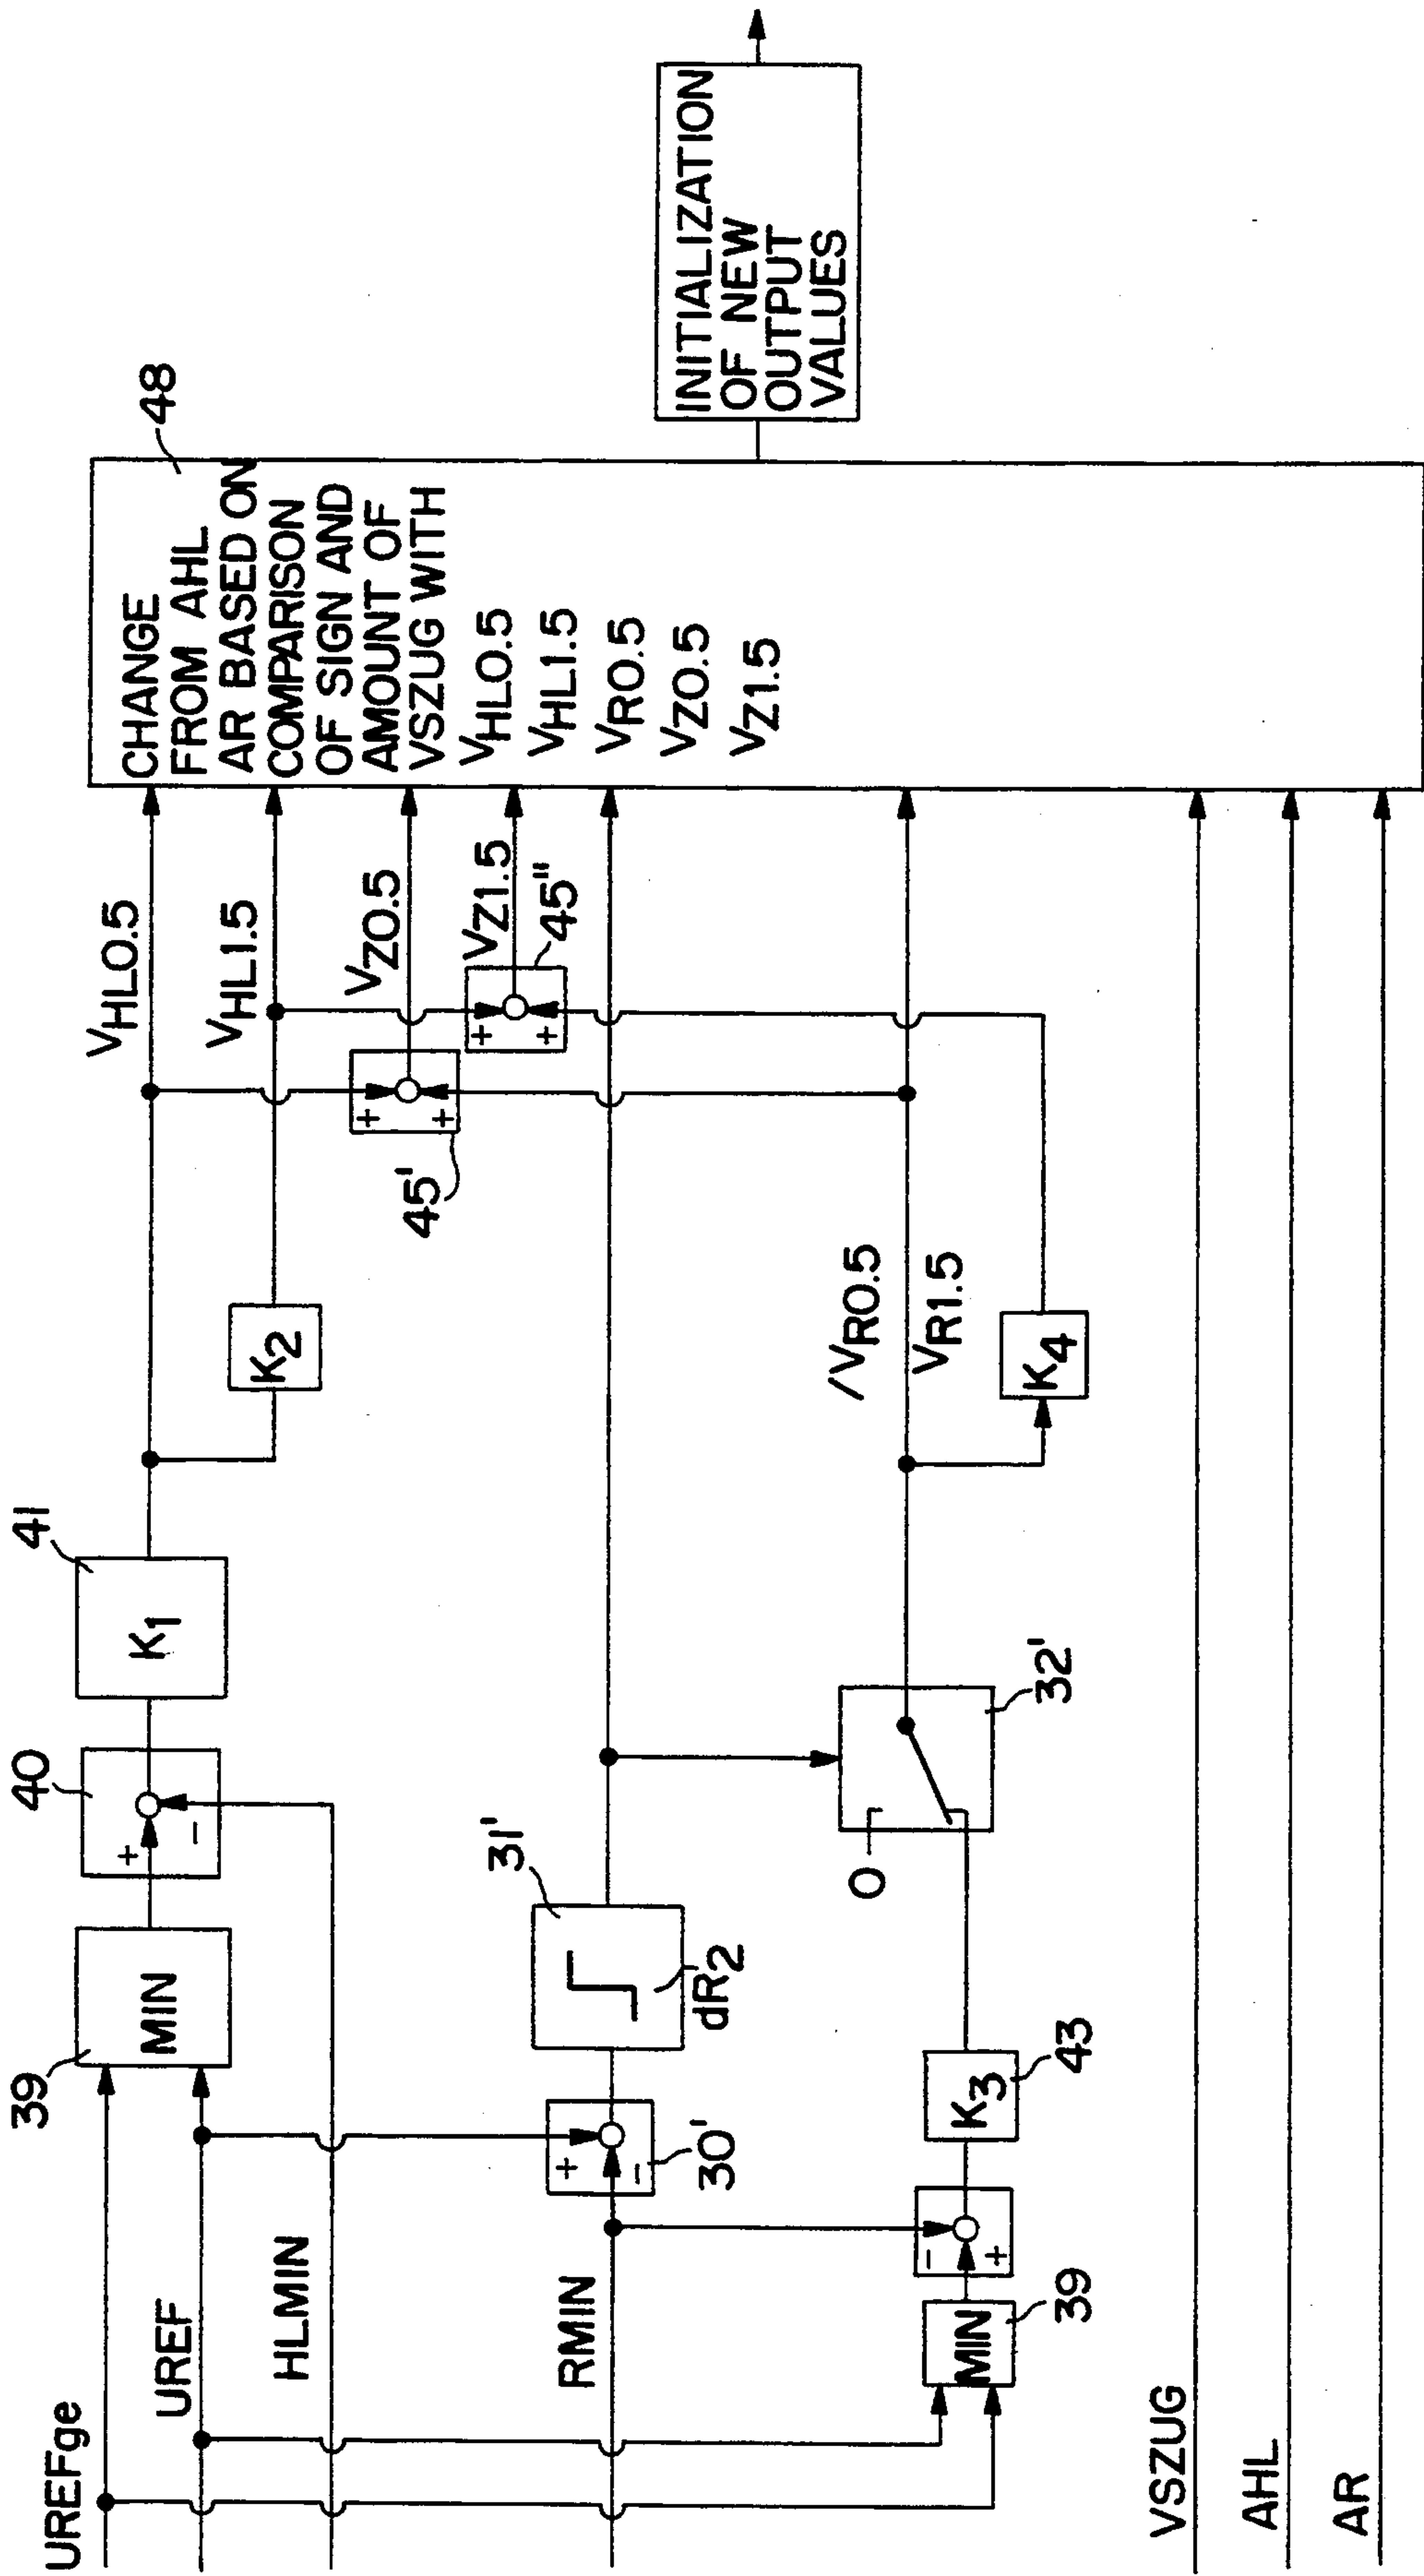 UREFge
UREF
HLMIN
RMIN
VSZUG
AHL
AR
39
MIN
40
+
-
41
K1
K2
VHL0.5
VHL1.5
VZ0.5
VZ1.5
45'
+
+
45"
+
+
30'
+
-
31'
dR2
39
MIN
-
+
K3
43
0
32'
/VR0.5
VR1.5
K4
48
CHANGE
FROM AHL
AR BASED ON
COMPARISON
OF SIGN AND
AMOUNT OF
VSZUG WITH
VHL0.5
VHL1.5
VR0.5
VZ0.5
VZ1.5
INITIALIZATION
OF NEW
OUTPUT
VALUES